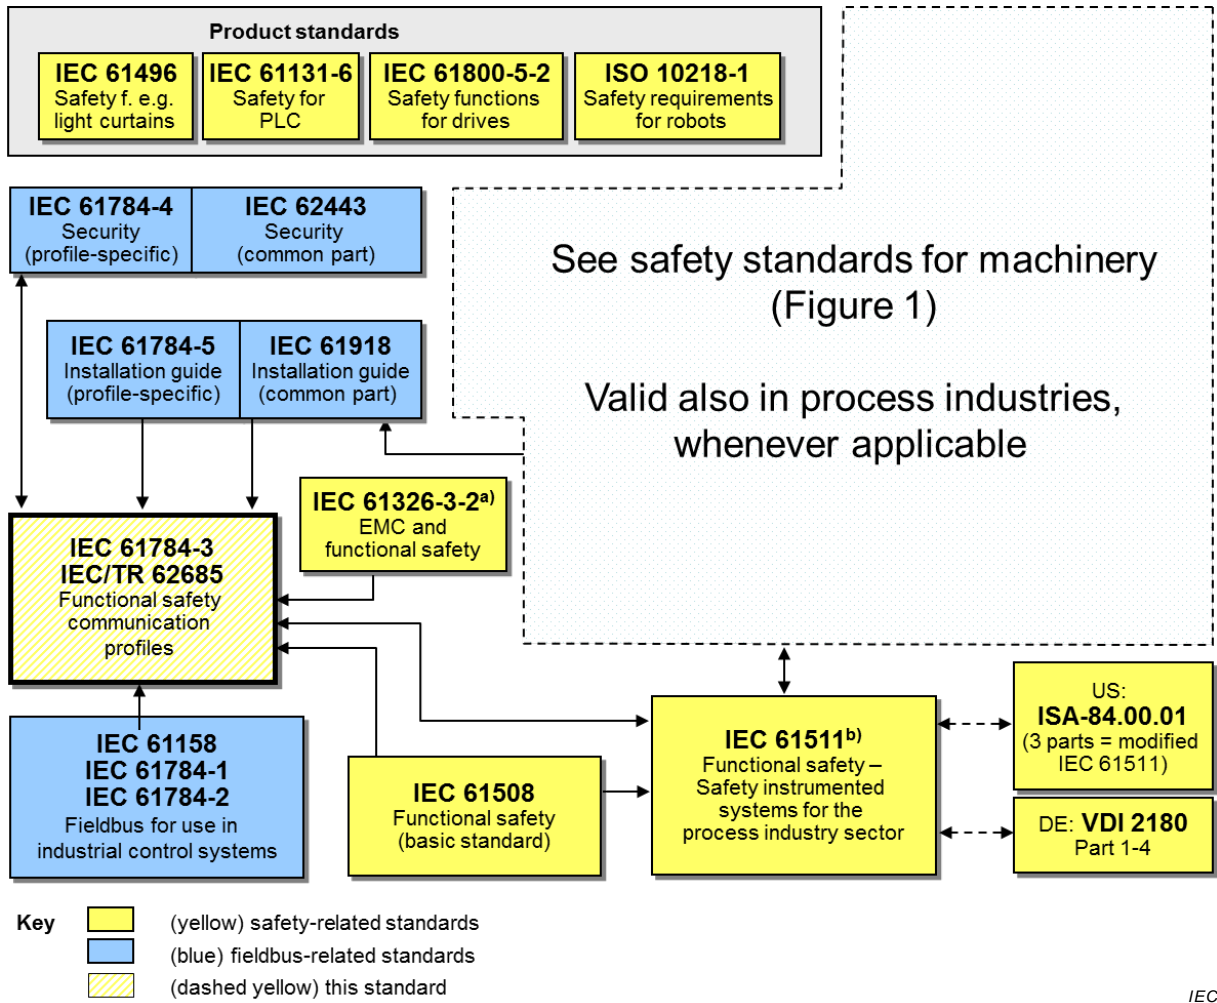 Product standards
IEC 61496
Safety f. e.g.
light curtains
IEC 61131-6
Safety for
PLC
IEC 61800-5-2
Safety functions
for drives
ISO 10218-1
Safety requirements
for robots
IEC 61784-4
Security
(profile-specific)
IEC 62443
Security
(common part)
See safety standards for machinery
(Figure 1)
Valid also in process industries,
whenever applicable
IEC 61784-5
Installation guide
(profile-specific)
IEC 61918
Installation guide
(common part)
IEC 61326-3-2a)
EMC and
functional safety
IEC 61784-3
IEC/TR 62685
Functional safety
communication
profiles
IEC 61158
IEC 61784-1
IEC 61784-2
Fieldbus for use in
industrial control systems
IEC 61508
Functional safety
(basic standard)
IEC 61511b)
Functional safety –
Safety instrumented
systems for the
process industry sector
US:
ISA-84.00.01
(3 parts = modified
IEC 61511)
DE: VDI 2180
Part 1-4
Key
(yellow) safety-related standards
(blue) fieldbus-related standards
(dashed yellow) this standard
IEC